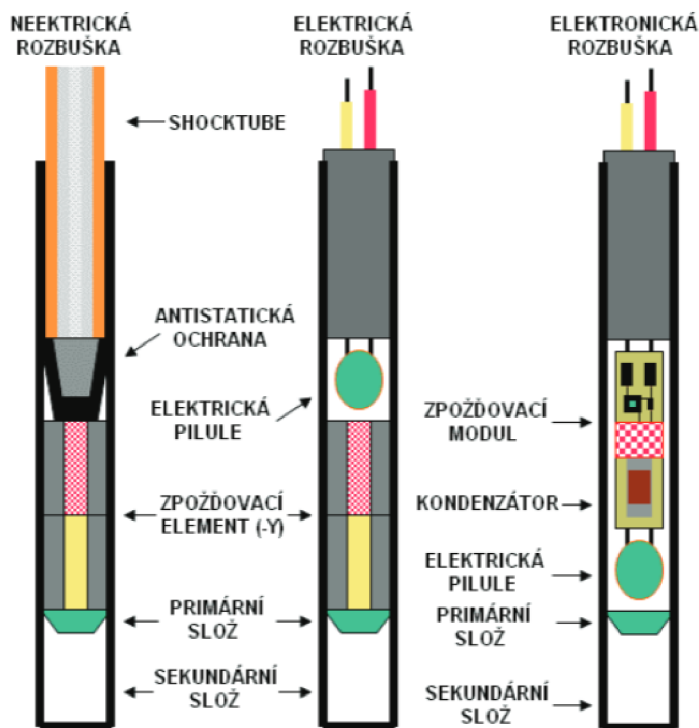 NEEKTRICKÁ
ROZBUŠKA
ELEKTRICKÁ
ROZBUŠKA
ELEKTRONICKÁ
ROZBUŠKA
SHOCKTUBE
ANTISTATICKÁ
OCHRANA
ELEKTRICKÁ
PILULE
ZPOŽĎOVACÍ
ELEMENT (-Y)
PRIMÁRNÍ
SLOŽ
SEKUNDÁRNÍ
SLOŽ
ZPOŽĎOVACÍ
MODUL
KONDENZÁTOR
ELEKTRICKÁ
PILULE
PRIMÁRNÍ
SLOŽ
SEKUNDÁRNÍ
SLOŽ